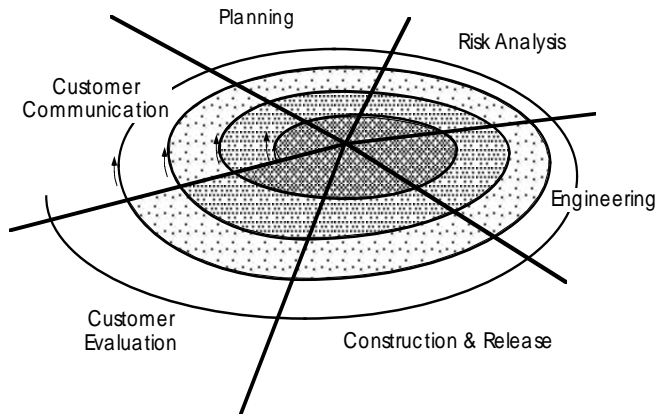 Planning
Risk Analysis
Customer
Communication
Engineering
Customer
Evaluation
Construction & Release